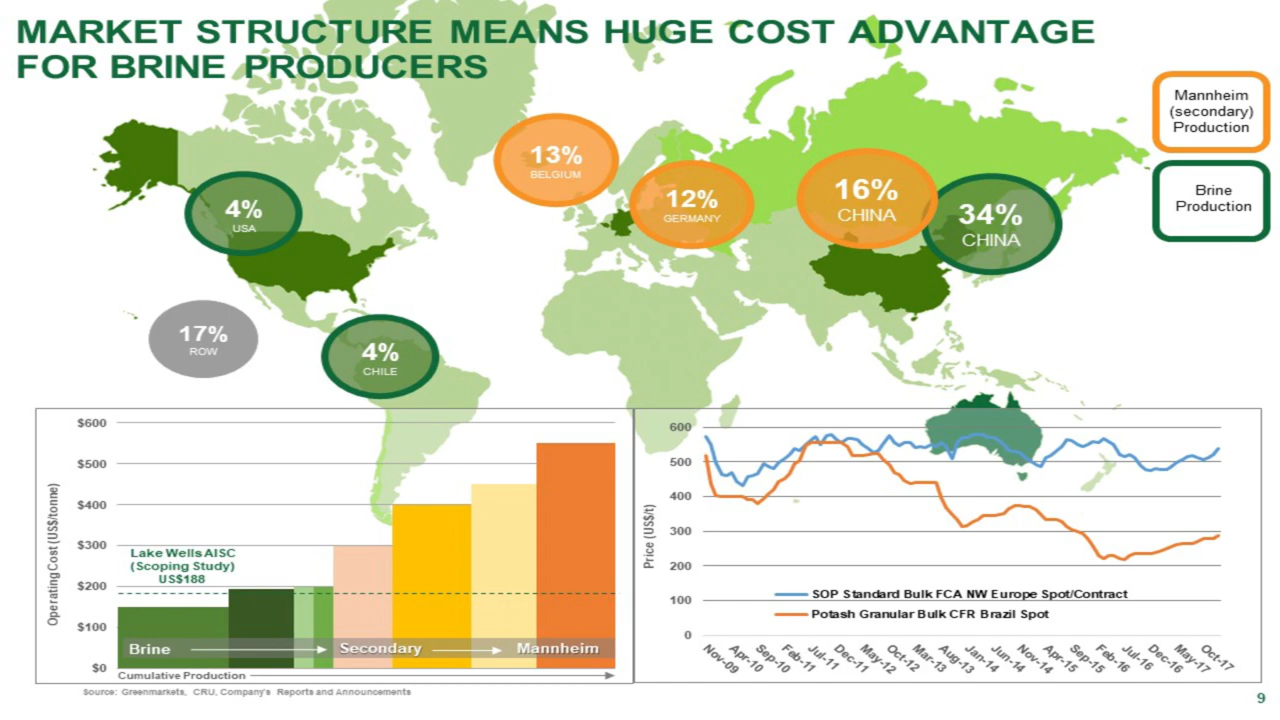 MARKET STRUCTURE MEANS HUGE COST ADVANTAGE
FOR BRINE PRODUCERS
Mannheim
(secondary)
Production
Brine
Production
13%
BELGIUM
12%
GERMANY
16%
CHINA
34%
CHINA
4%
USA
17%
ROW
4%
CHILE
Operating Cost (US$/tonne)
$600
$500
$400
$300
$200
$100
$0
Lake Wells AISC
(Scoping Study)
US$188
Brine
Secondary
Mannheim
Cumulative Production
Price (US$/t)
600
500
400
300
200
100
0
SOP Standard Bulk FCA NW Europe Spot/Contract
Potash Granular Bulk CFR Brazil Spot
Nov-09
Apr-10
Sep-10
Feb-11
Jul-11
Dec-11
May-12
Oct-12
Mar-13
Aug-13
Jan-14
Jun-14
Nov-14
Apr-15
Sep-15
Feb-16
Jul-16
Dec-16
May-17
Oct-17
Source: Greenmarkets, CRU, Company's Reports and Announcements
9